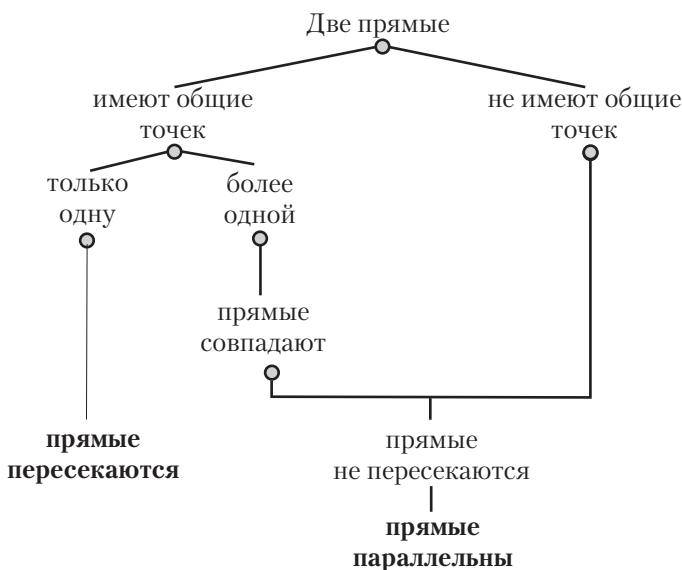 Две прямые
имеют общие
точек
не имеют общие
точек
только
одну
более
одной
прямые
совпадают
прямые
пересекаются
прямые
не пересекаются
прямые
параллельны